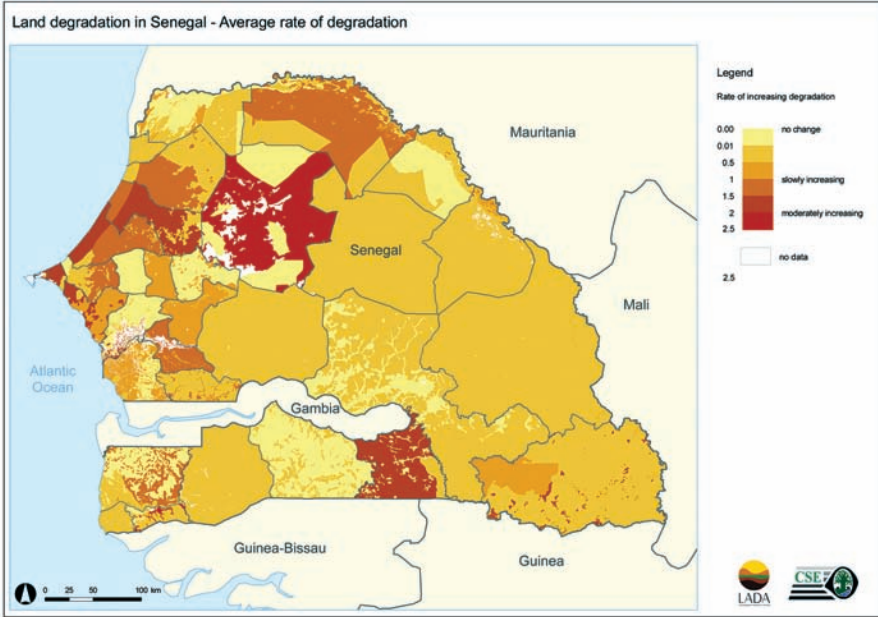 Land degradation in Senegal - Average rate of degradation
Legend
Rate of increasing degradation
0.00 no change
0.01
0.5
1 slowly increasing
1.5
2 moderately increasing
2.5
no data
2.5
Mauritania
Senegal
Mali
Atlantic
Ocean
Gambia
Guinea-Bissau
Guinea
0 25 50 100 km
LADA
CSE